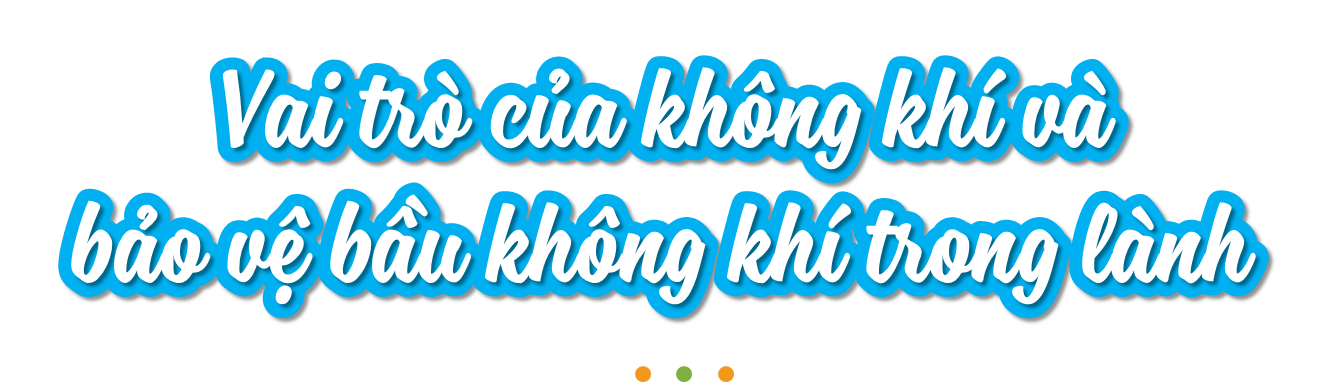 Vai trò của không khí và
bảo vệ bầu không khí trong lành